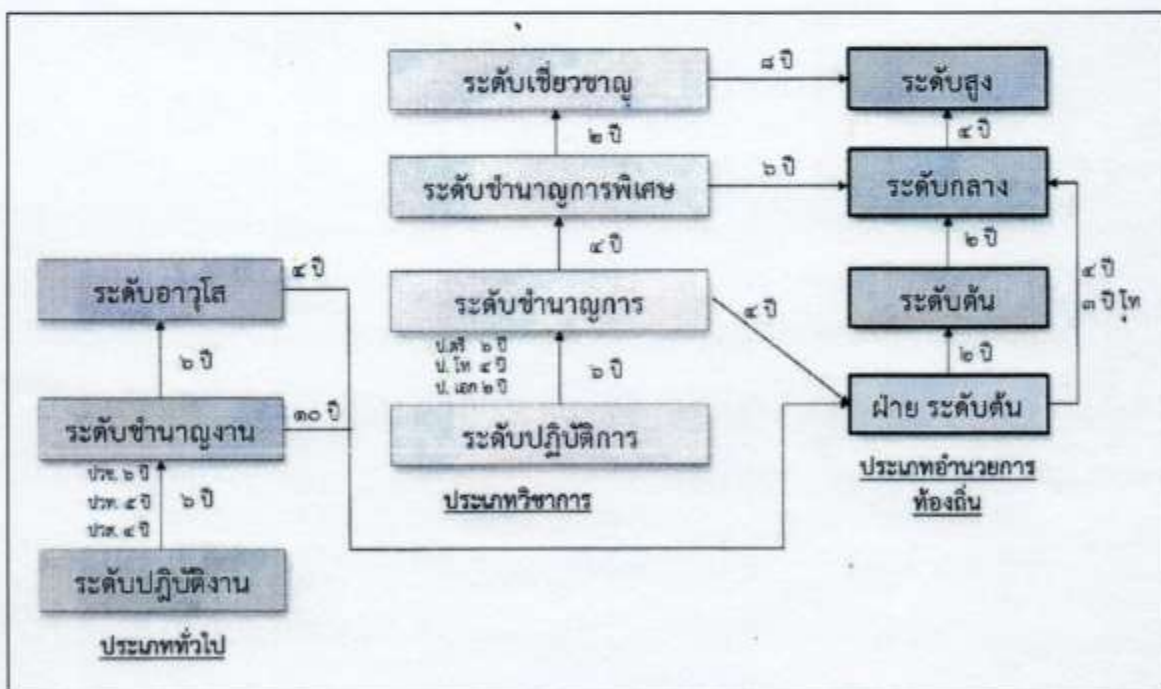 ระดับเชี่ยวชาญ
๘ ปี
ระดับสูง
๒ ปี
๔ ปี
ระดับชำนาญการพิเศษ
๖ ปี
ระดับกลาง
๔ ปี
๒ ปี
ระดับอาวุโส
๔ ปี
ระดับชำนาญการ
๔ ปี
ระดับต้น
๔ ปี
๓ ปี โท
๖ ปี
ป.ตรี ๖ ปี
ป. โท ๔ ปี
ป. เอก ๒ ปี
๖ ปี
๒ ปี
ระดับชำนาญงาน
๑๐ ปี
ระดับปฏิบัติการ
ฝ่าย ระดับต้น
ปวช. ๖ ปี
ปวท. ๕ ปี
ปวส. ๔ ปี
๖ ปี
ประเภทวิชาการ
ประเภทอำนวยการ
ท้องถิ่น
ระดับปฏิบัติงาน
ประเภททั่วไป